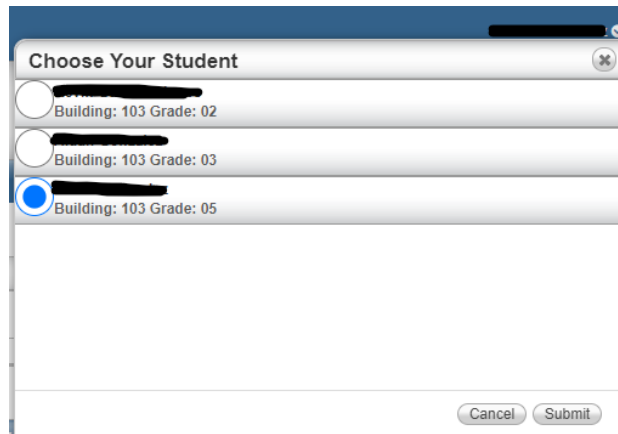 Choose Your Student
Building: 103 Grade: 02
Building: 103 Grade: 03
Building: 103 Grade: 05
Cancel Submit